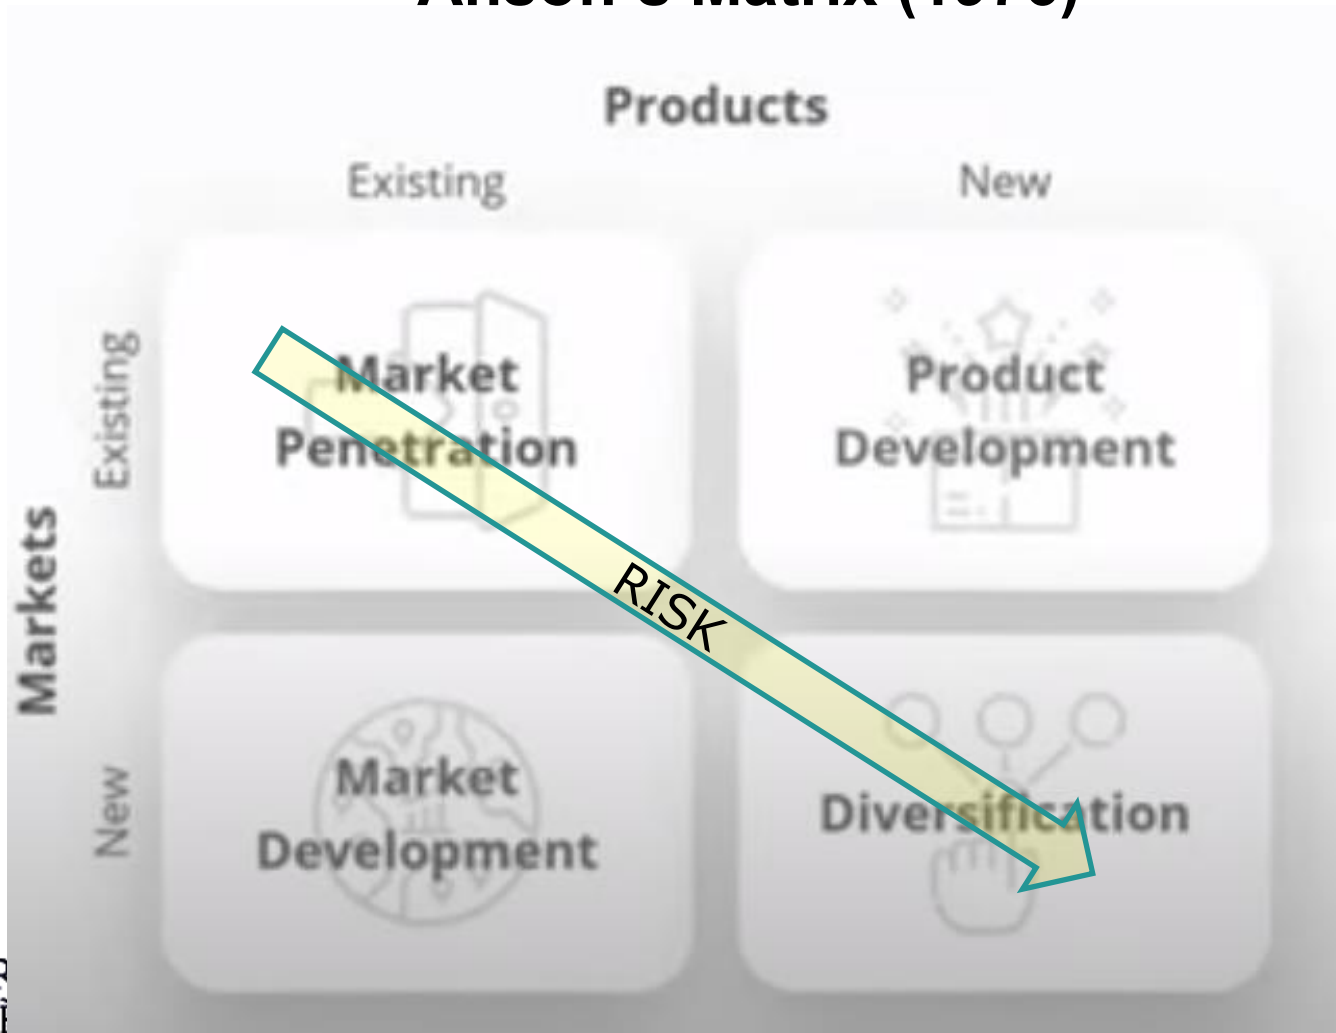 Products
Existing
New
Markets
Existing
Market
Penetration
Product
Development
RISK
New
Market
Development
Diversification